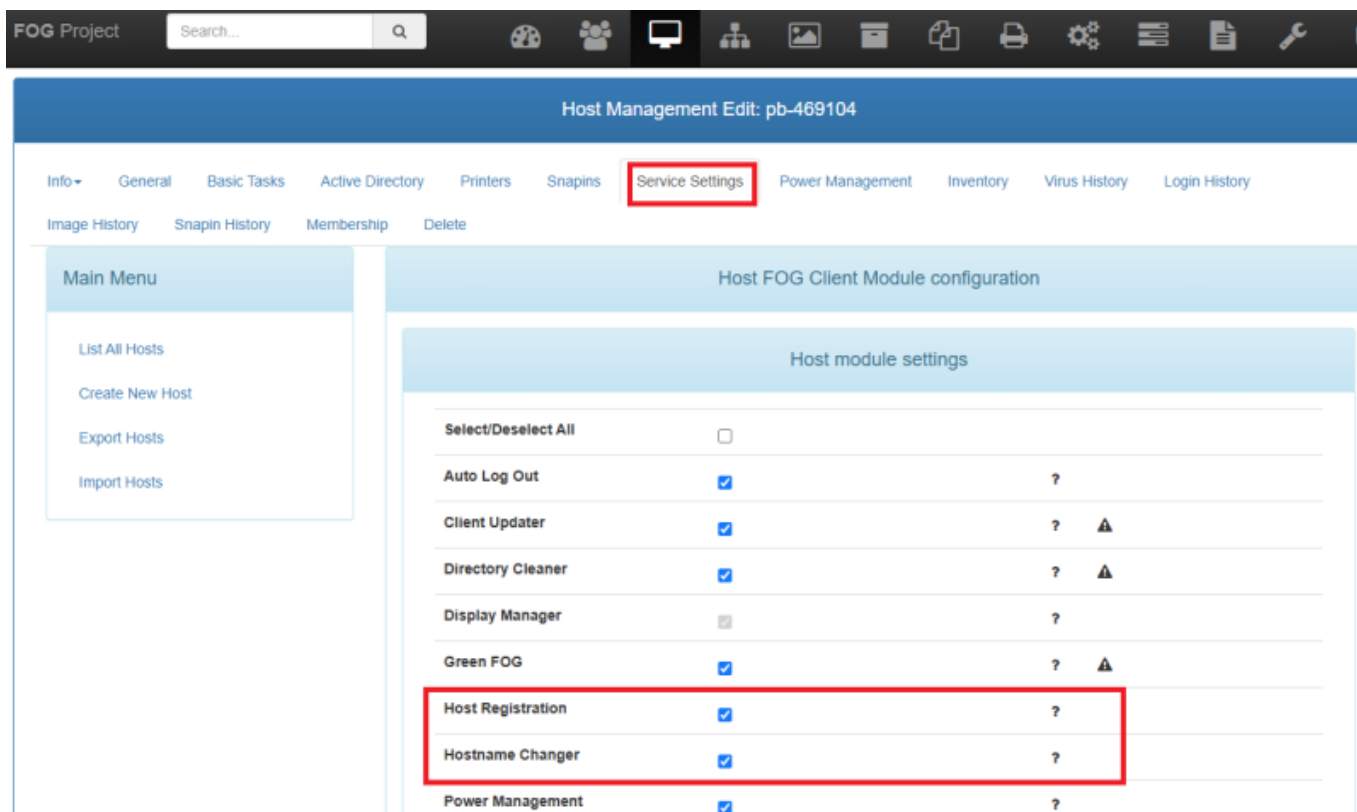 FOG Project Search...
Host Management Edit: pb-469104
Info General Basic Tasks Active Directory Printers Snapins Service Settings Power Management Inventory Virus History Login History
Image History Snapin History Membership Delete
Main Menu
List All Hosts
Create New Host
Export Hosts
Import Hosts
Host FOG Client Module configuration
Host module settings
Select/Deselect All
Auto Log Out ?
Client Updater ?
Directory Cleaner ?
Display Manager ?
Green FOG ?
Host Registration ?
Hostname Changer ?
Power Management ?